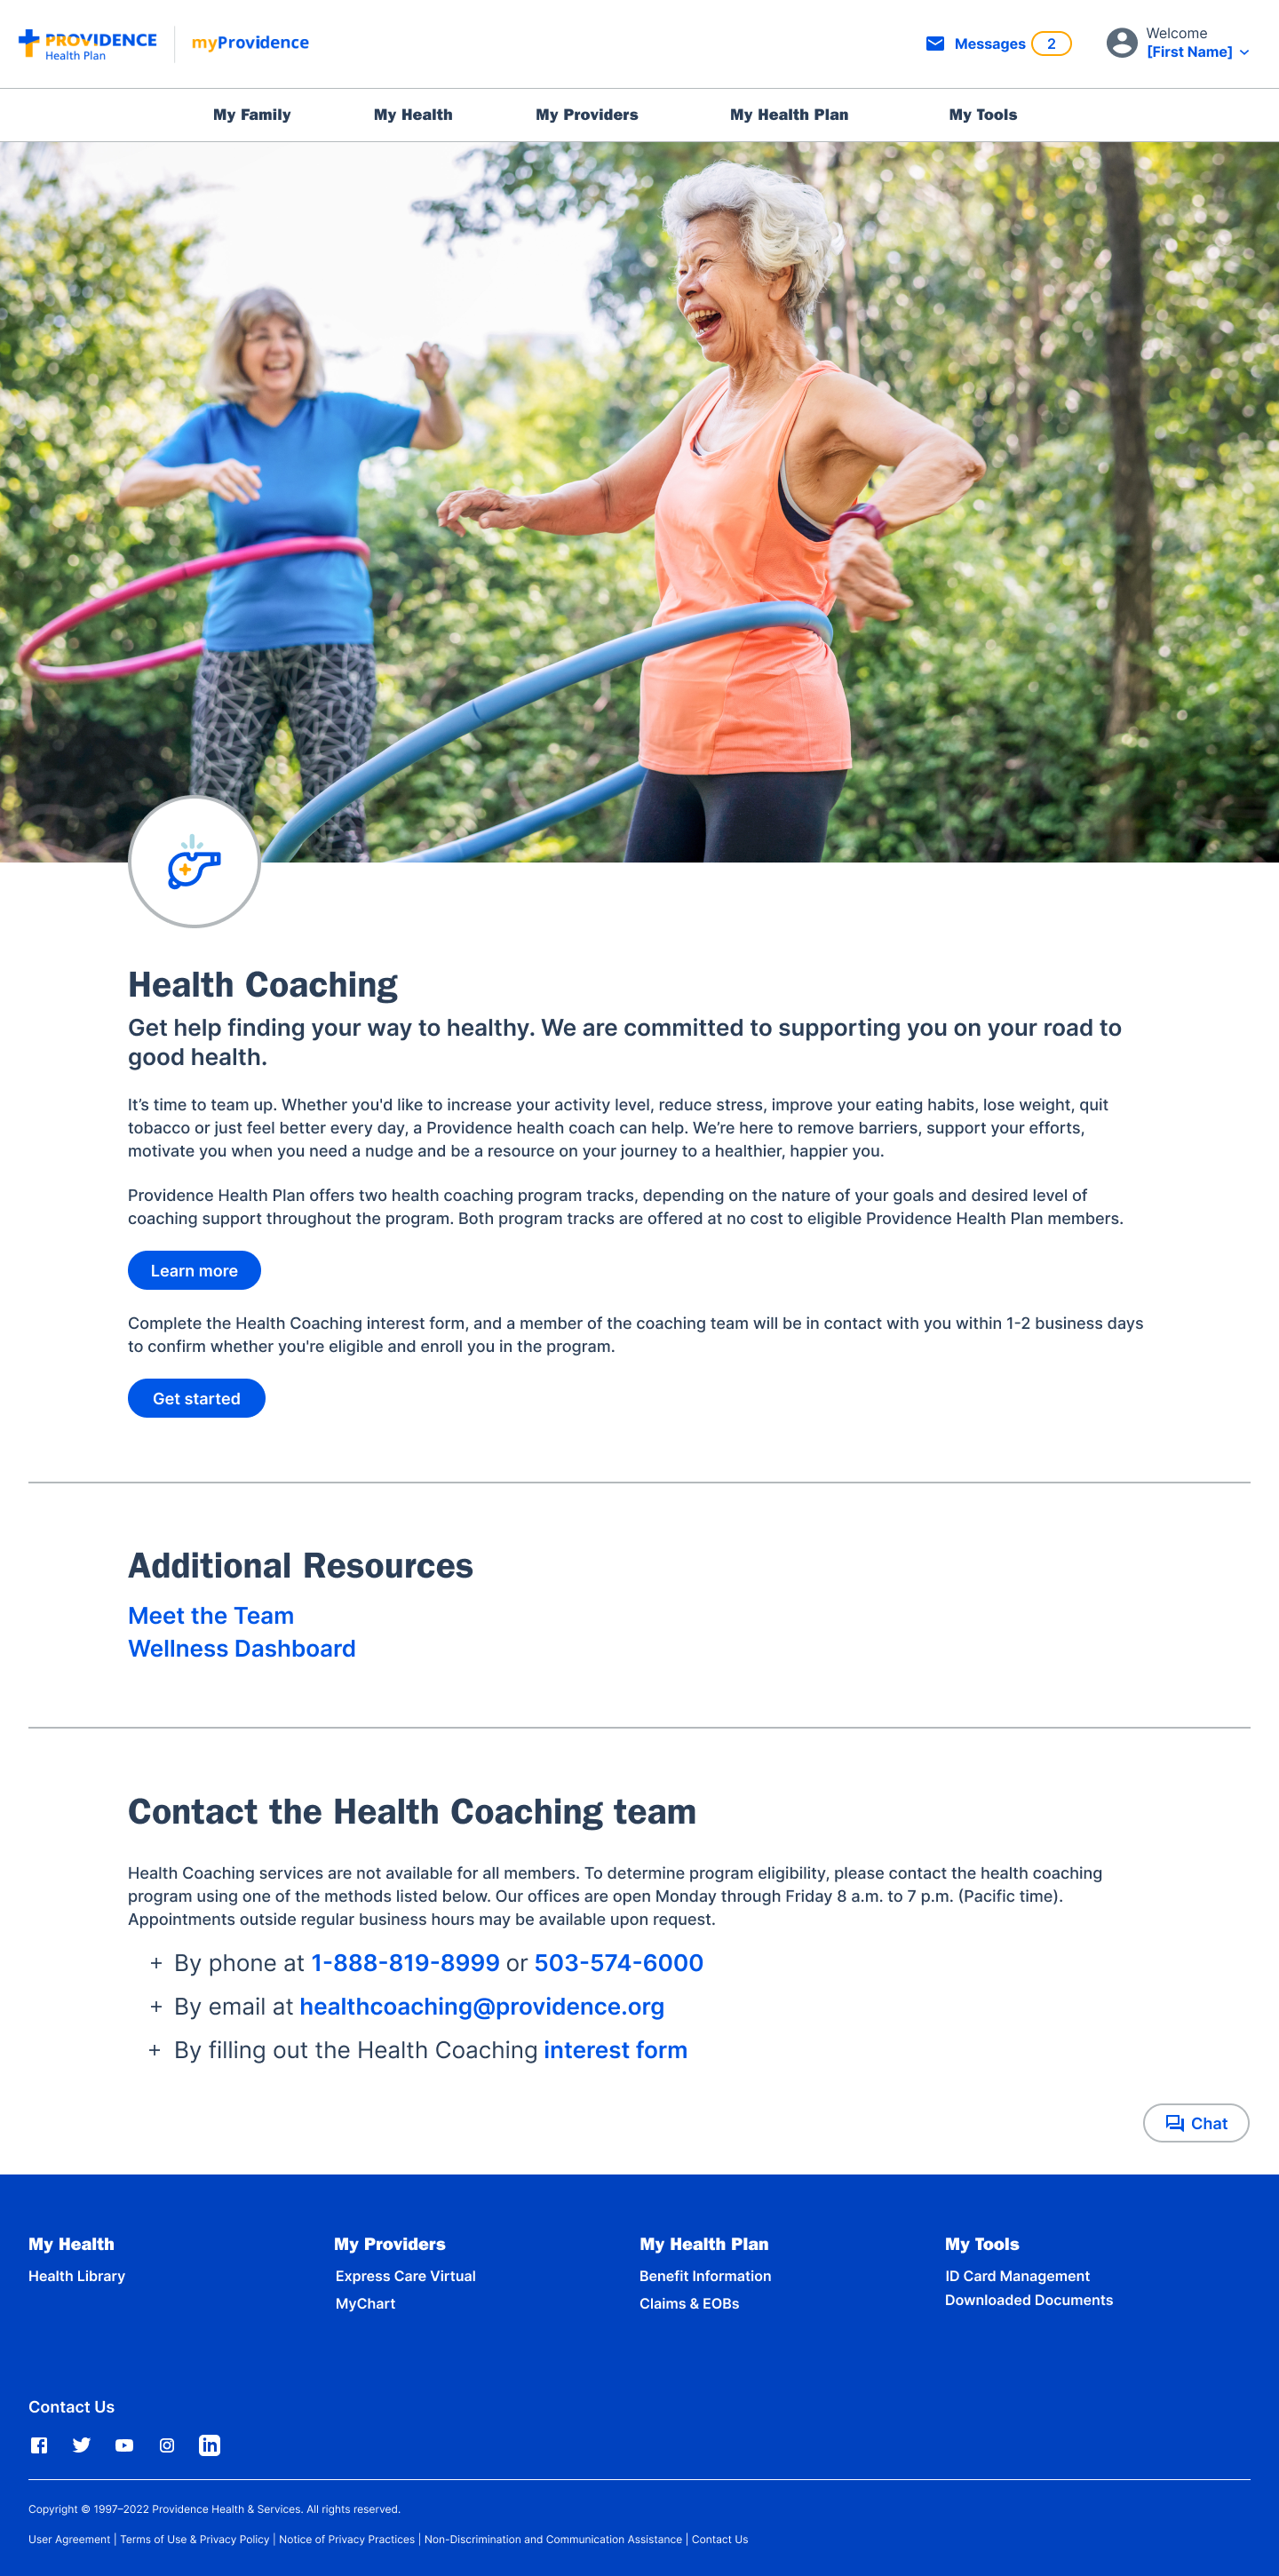 PROVIDENCE
Health Plan
myProvidence
Messages 2
Welcome
[First Name]
My Family My Health My Providers My Health Plan My Tools
Health Coaching
Get help finding your way to healthy. We are committed to supporting you on your road to
good health.
It’s time to team up. Whether you'd like to increase your activity level, reduce stress, improve your eating habits, lose weight, quit
tobacco or just feel better every day, a Providence health coach can help. We’re here to remove barriers, support your efforts,
motivate you when you need a nudge and be a resource on your journey to a healthier, happier you.
Providence Health Plan offers two health coaching program tracks, depending on the nature of your goals and desired level of
coaching support throughout the program. Both program tracks are offered at no cost to eligible Providence Health Plan members.
Learn more
Complete the Health Coaching interest form, and a member of the coaching team will be in contact with you within 1-2 business days
to confirm whether you're eligible and enroll you in the program.
Get started
Additional Resources
Meet the Team
Wellness Dashboard
Contact the Health Coaching team
Health Coaching services are not available for all members. To determine program eligibility, please contact the health coaching
program using one of the methods listed below. Our offices are open Monday through Friday 8 a.m. to 7 p.m. (Pacific time).
Appointments outside regular business hours may be available upon request.
+ By phone at 1-888-819-8999 or 503-574-6000
+ By email at healthcoaching@providence.org
+ By filling out the Health Coaching interest form
Chat
My Health My Providers My Health Plan My Tools
Health Library Express Care Virtual Benefit Information ID Card Management
MyChart Claims & EOBs Downloaded Documents
Contact Us
Copyright © 1997–2022 Providence Health & Services. All rights reserved.
User Agreement | Terms of Use & Privacy Policy | Notice of Privacy Practices | Non-Discrimination and Communication Assistance | Contact Us